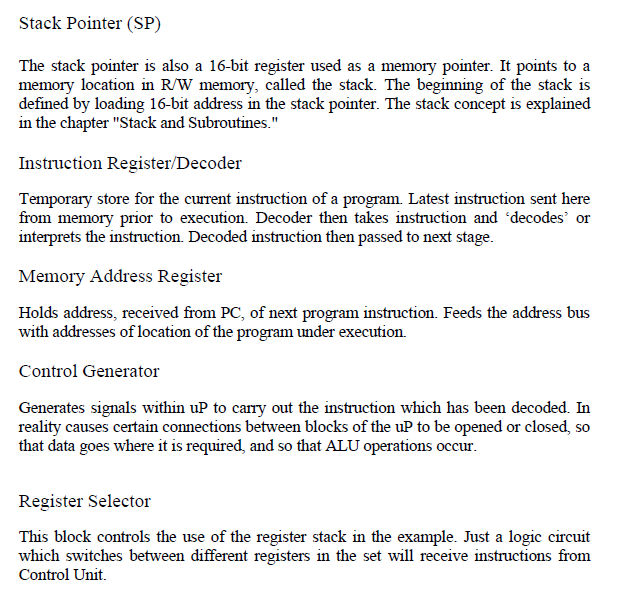 Stack Pointer (SP)
The stack pointer is also a 16-bit register used as a memory pointer. It points to a
memory location in R/W memory, called the stack. The beginning of the stack is
defined by loading 16-bit address in the stack pointer. The stack concept is explained
in the chapter "Stack and Subroutines."
Instruction Register/Decoder
Temporary store for the current instruction of a program. Latest instruction sent here
from memory prior to execution. Decoder then takes instruction and ‘decodes’ or
interprets the instruction. Decoded instruction then passed to next stage.
Memory Address Register
Holds address, received from PC, of next program instruction. Feeds the address bus
with addresses of location of the program under execution.
Control Generator
Generates signals within uP to carry out the instruction which has been decoded. In
reality causes certain connections between blocks of the uP to be opened or closed, so
that data goes where it is required, and so that ALU operations occur.
Register Selector
This block controls the use of the register stack in the example. Just a logic circuit
which switches between different registers in the set will receive instructions from
Control Unit.